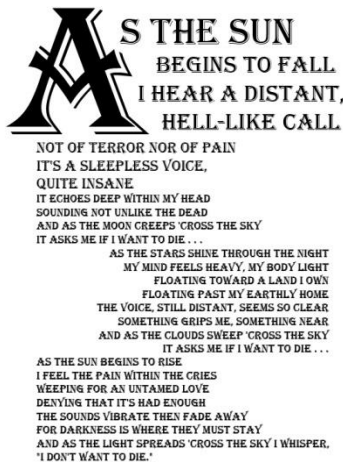 AS THE SUN
BEGINS TO FALL
I HEAR A DISTANT,
HELL-LIKE CALL
NOT OF TERROR NOR OF PAIN
IT'S A SLEEPLESS VOICE,
QUITE INSANE
IT ECHOES DEEP WITHIN MY HEAD
SOUNDING NOT UNLIKE THE DEAD
AND AS THE MOON CREEPS 'CROSS THE SKY
IT ASKS ME IF I WANT TO DIE . . .
AS THE STARS SHINE THROUGH THE NIGHT
MY MIND FEELS HEAVY, MY BODY LIGHT
FLOATING TOWARD A LAND I OWN
FLOATING PAST MY EARTHLY HOME
THE VOICE, STILL DISTANT, SEEMS SO CLEAR
SOMETHING GRIPS ME, SOMETHING NEAR
AND AS THE CLOUDS SWEEP 'CROSS THE SKY
IT ASKS ME IF I WANT TO DIE . . .
AS THE SUN BEGINS TO RISE
I FEEL THE PAIN WITHIN THE CRIES
WEEPING FOR AN UNTAMED LOVE
DENYING THAT IT'S HAD ENOUGH
THE SOUNDS VIBRATE THEN FADE AWAY
FOR DARKNESS IS WHERE THEY MUST STAY
AND AS THE LIGHT SPREADS 'CROSS THE SKY I WHISPER,
"I DON'T WANT TO DIE."